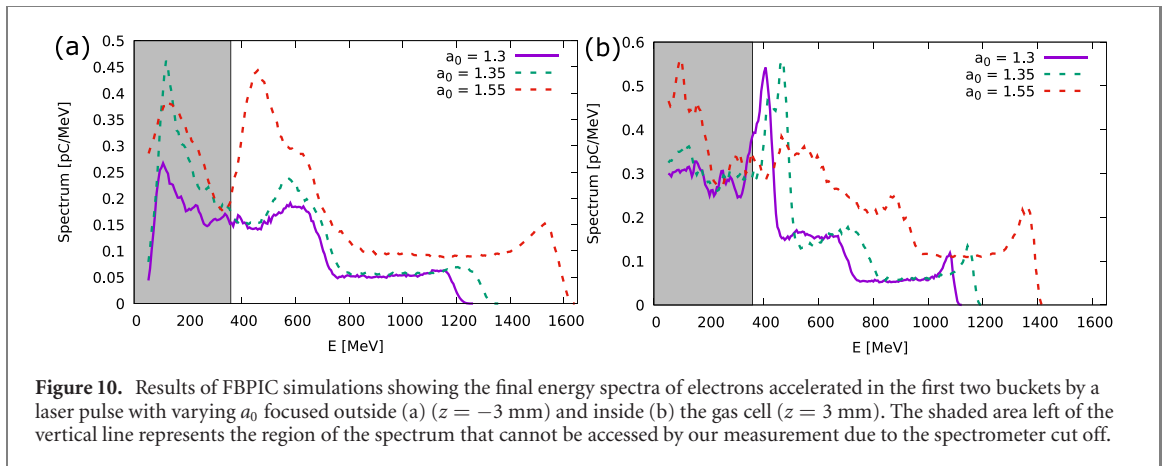 (a)
Spectrum [pC/MeV]
0.5
0.45
0.4
0.35
0.3
0.25
0.2
0.15
0.1
0.05
0
0 200 400 600 800 1000 1200 1400 1600
E [MeV]
a0 = 1.3
a0 = 1.35
a0 = 1.55
(b)
Spectrum [pC/MeV]
0.6
0.5
0.4
0.3
0.2
0.1
0
0 200 400 600 800 1000 1200 1400 1600
E [MeV]
a0 = 1.3
a0 = 1.35
a0 = 1.55
Figure 10. Results of FBPIC simulations showing the final energy spectra of electrons accelerated in the first two buckets by a
laser pulse with varying a0 focused outside (a) (z = −3 mm) and inside (b) the gas cell (z = 3 mm). The shaded area left of the
vertical line represents the region of the spectrum that cannot be accessed by our measurement due to the spectrometer cut off.